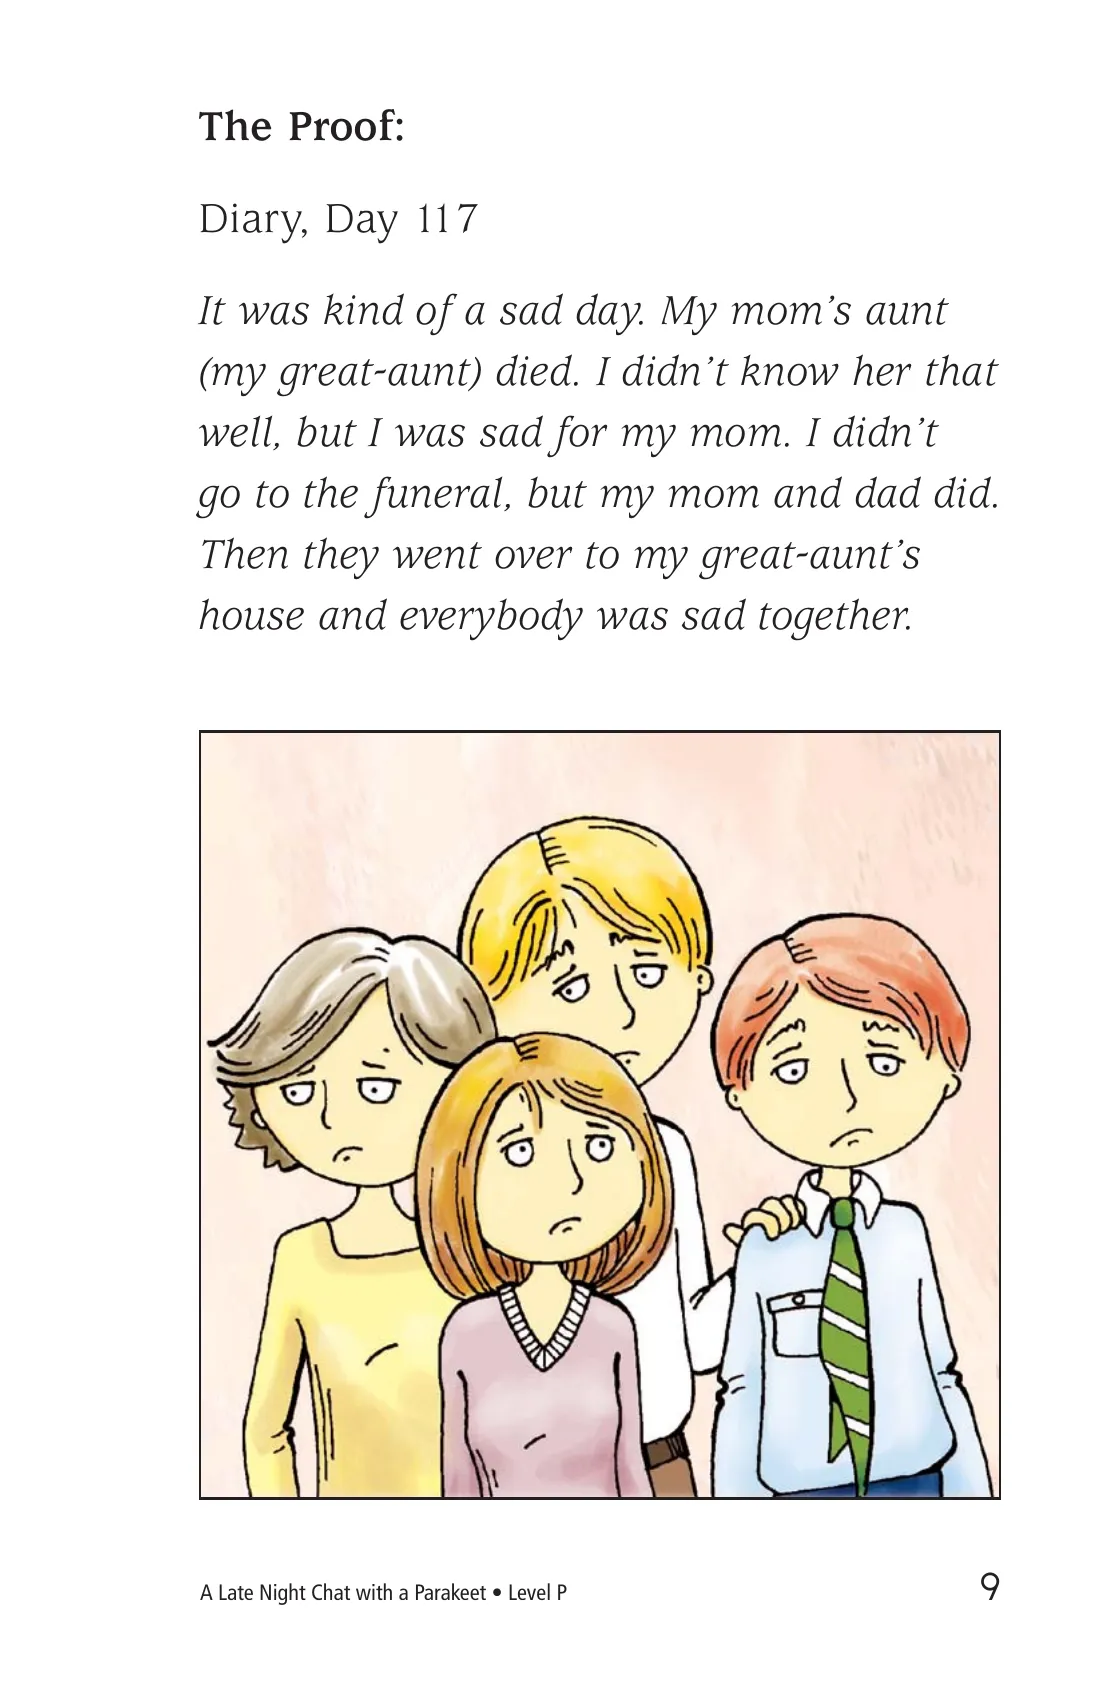 The Proof:
Diary, Day 117
It was kind of a sad day. My mom’s aunt
(my great-aunt) died. I didn’t know her that
well, but I was sad for my mom. I didn’t
go to the funeral, but my mom and dad did.
Then they went over to my great-aunt’s
house and everybody was sad together.
A Late Night Chat with a Parakeet • Level P
9